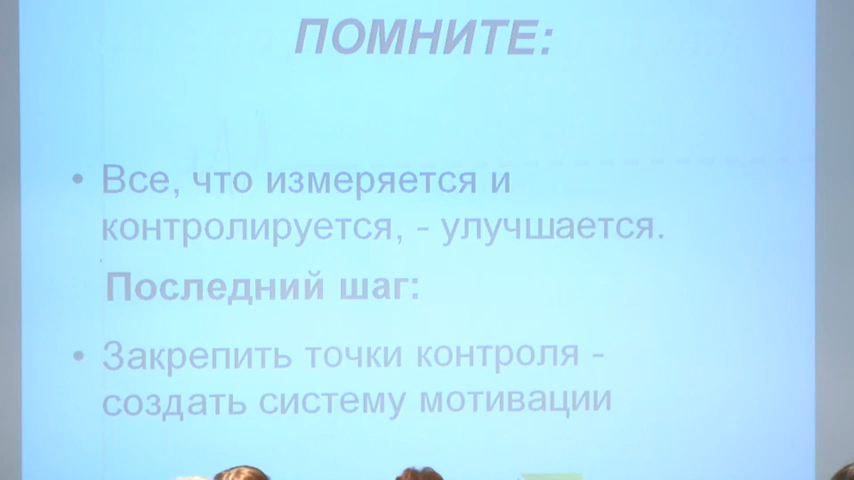 ПОМНИТЕ:
• Все, что измеряется и
контролируется, - улучшается.
Последний шаг:
• Закрепить точки контроля -
создать систему мотивации